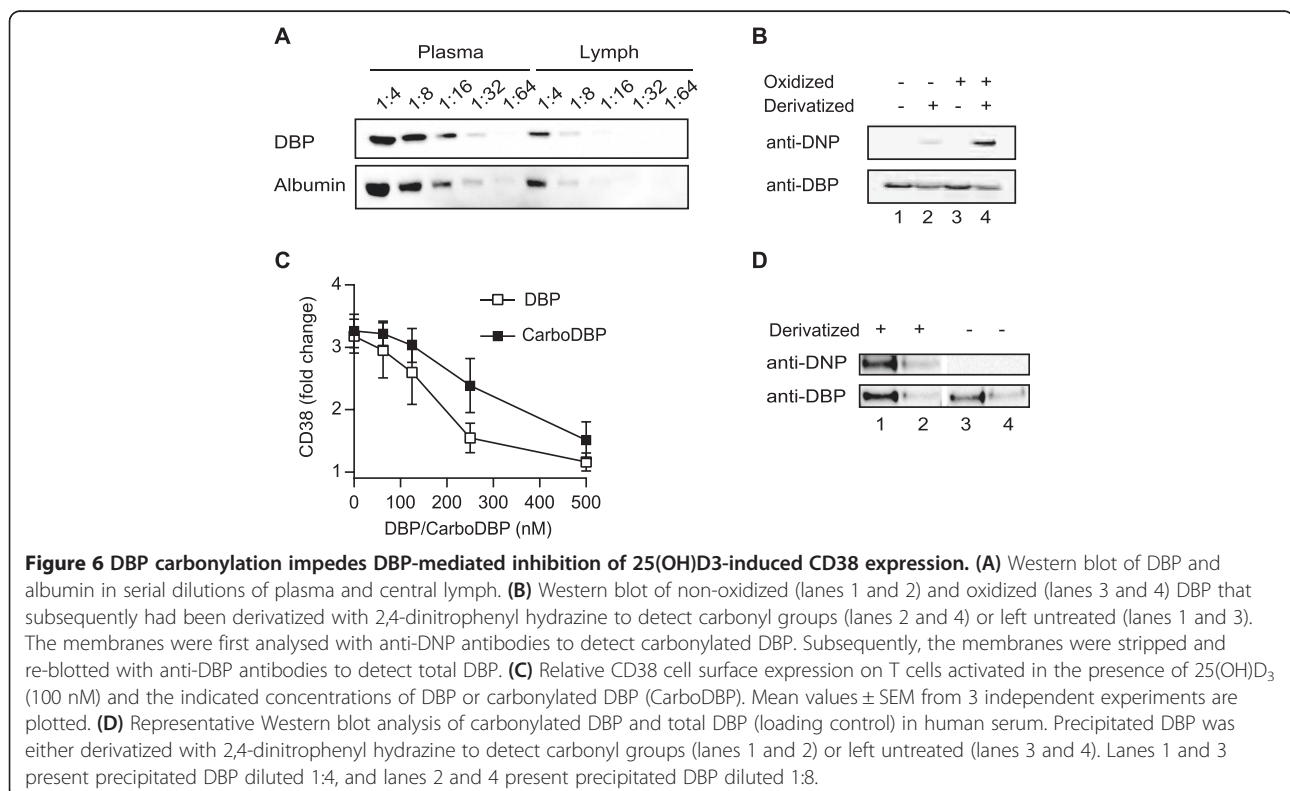 A
Plasma Lymph
1:4 1:8 1:16 1:32 1:64 1:4 1:8 1:16 1:32 1:64
DBP
Albumin
B
Oxidized - - + +
Derivatized - + - +
anti-DNP
anti-DBP
1 2 3 4
C
CD38 (fold change)
4
3
2
1
DBP
CarboDBP
0 100 200 300 400 500
DBP/CarboDBP (nM)
D
Derivatized + + - -
anti-DNP
anti-DBP
1 2 3 4
Figure 6 DBP carbonylation impedes DBP-mediated inhibition of 25(OH)D3-induced CD38 expression. (A) Western blot of DBP and
albumin in serial dilutions of plasma and central lymph. (B) Western blot of non-oxidized (lanes 1 and 2) and oxidized (lanes 3 and 4) DBP that
subsequently had been derivatized with 2,4-dinitrophenyl hydrazine to detect carbonyl groups (lanes 2 and 4) or left untreated (lanes 1 and 3).
The membranes were first analysed with anti-DNP antibodies to detect carbonylated DBP. Subsequently, the membranes were stripped and
re-blotted with anti-DBP antibodies to detect total DBP. (C) Relative CD38 cell surface expression on T cells activated in the presence of 25(OH)D₃
(100 nM) and the indicated concentrations of DBP or carbonylated DBP (CarboDBP). Mean values ± SEM from 3 independent experiments are
plotted. (D) Representative Western blot analysis of carbonylated DBP and total DBP (loading control) in human serum. Precipitated DBP was
either derivatized with 2,4-dinitrophenyl hydrazine to detect carbonyl groups (lanes 1 and 2) or left untreated (lanes 3 and 4). Lanes 1 and 3
present precipitated DBP diluted 1:4, and lanes 2 and 4 present precipitated DBP diluted 1:8.